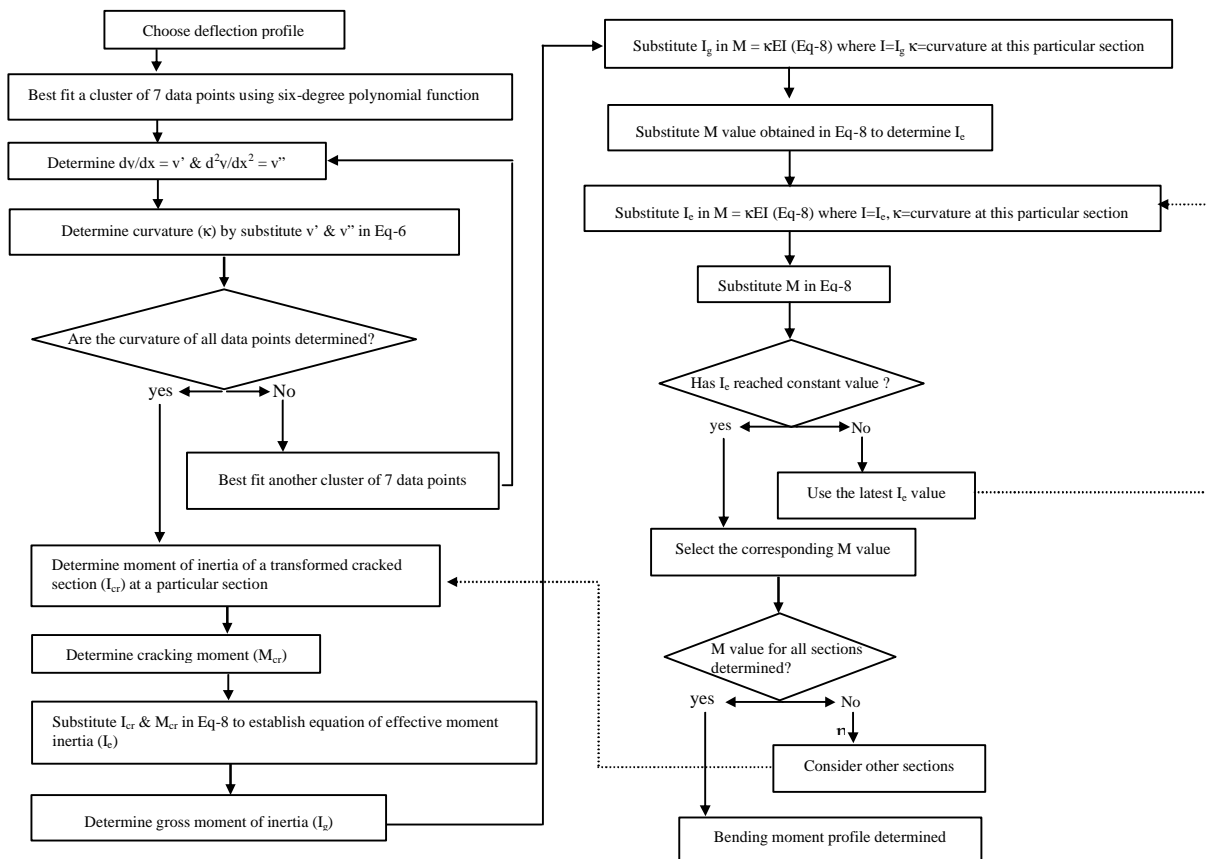 Choose deflection profile
Best fit a cluster of 7 data points using six-degree polynomial function
Determine dv/dx = v’ & d²v/dx² = v”
Determine curvature (κ) by substitute v’ & v” in Eq-6
Are the curvature of all data points determined?
yes
No
Best fit another cluster of 7 data points
Determine moment of inertia of a transformed cracked
section (Icr) at a particular section
Determine cracking moment (Mcr)
Substitute Icr & Mcr in Eq-8 to establish equation of effective moment
inertia (Ie)
Determine gross moment of inertia (Ig)
Substitute Ig in M = κEI (Eq-8) where I=Ig κ=curvature at this particular section
Substitute M value obtained in Eq-8 to determine Ie
Substitute Ie in M = κEI (Eq-8) where I=Ie, κ=curvature at this particular section
Substitute M in Eq-8
Has Ie reached constant value ?
yes
No
Use the latest Ie value
Select the corresponding M value
M value for all sections
determined?
yes
No
Consider other sections
Bending moment profile determined